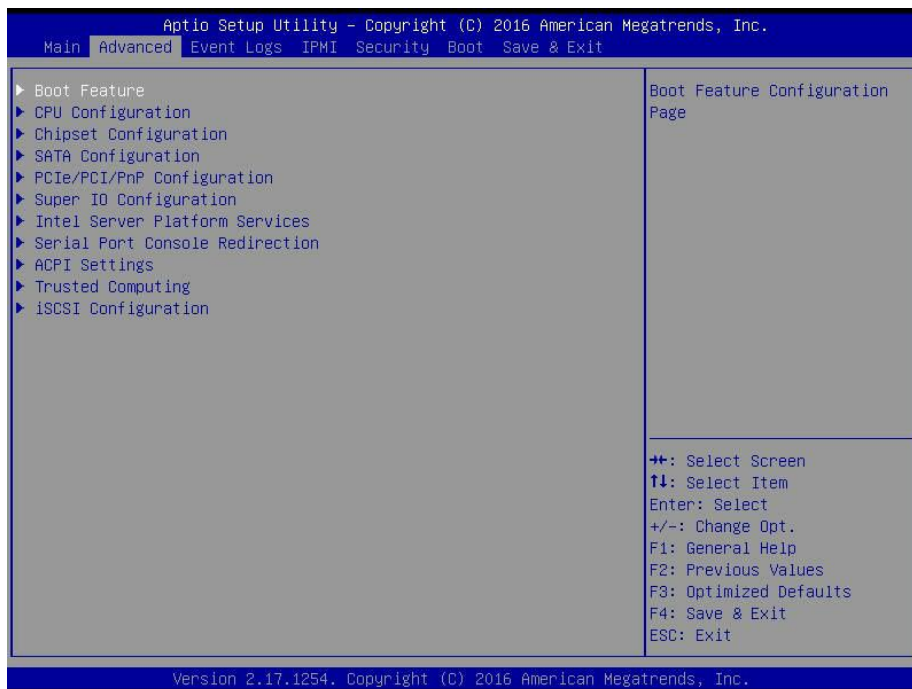 Aptio Setup Utility – Copyright (C) 2016 American Megatrends, Inc.
Main Advanced Event Logs IPMI Security Boot Save & Exit
▶ Boot Feature
▶ CPU Configuration
▶ Chipset Configuration
▶ SATA Configuration
▶ PCIe/PCI/PnP Configuration
▶ Super IO Configuration
▶ Intel Server Platform Services
▶ Serial Port Console Redirection
▶ ACPI Settings
▶ Trusted Computing
▶ iSCSI Configuration
Boot Feature Configuration
Page
→←: Select Screen
↑↓: Select Item
Enter: Select
+/-: Change Opt.
F1: General Help
F2: Previous Values
F3: Optimized Defaults
F4: Save & Exit
ESC: Exit
Version 2.17.1254. Copyright (C) 2016 American Megatrends, Inc.